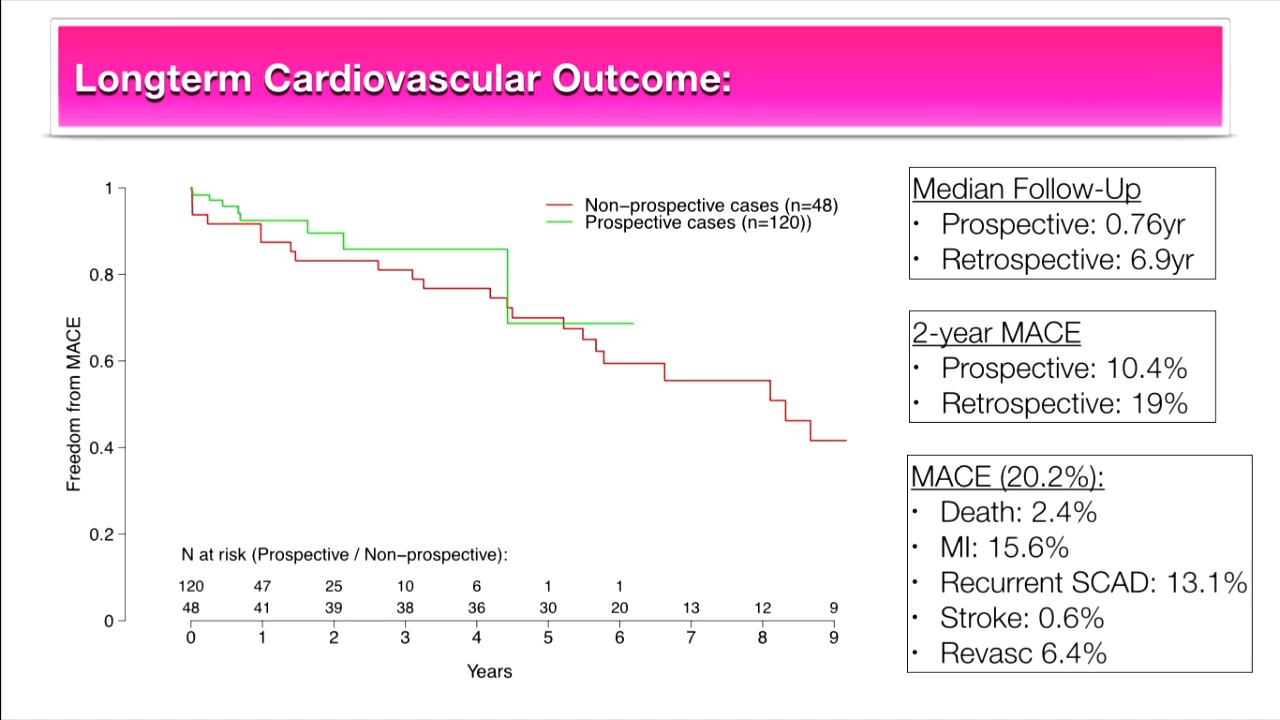 Longterm Cardiovascular Outcome:
1
0.8
0.6
0.4
0.2
0
Freedom from MACE
Non−prospective cases (n=48)
Prospective cases (n=120))
N at risk (Prospective / Non−prospective):
120 47 25 10 6 1 1
48 41 39 38 36 30 20 13 12 9
0 1 2 3 4 5 6 7 8 9
Years
Median Follow-Up
• Prospective: 0.76yr
• Retrospective: 6.9yr
2-year MACE
• Prospective: 10.4%
• Retrospective: 19%
MACE (20.2%):
• Death: 2.4%
• MI: 15.6%
• Recurrent SCAD: 13.1%
• Stroke: 0.6%
• Revasc 6.4%